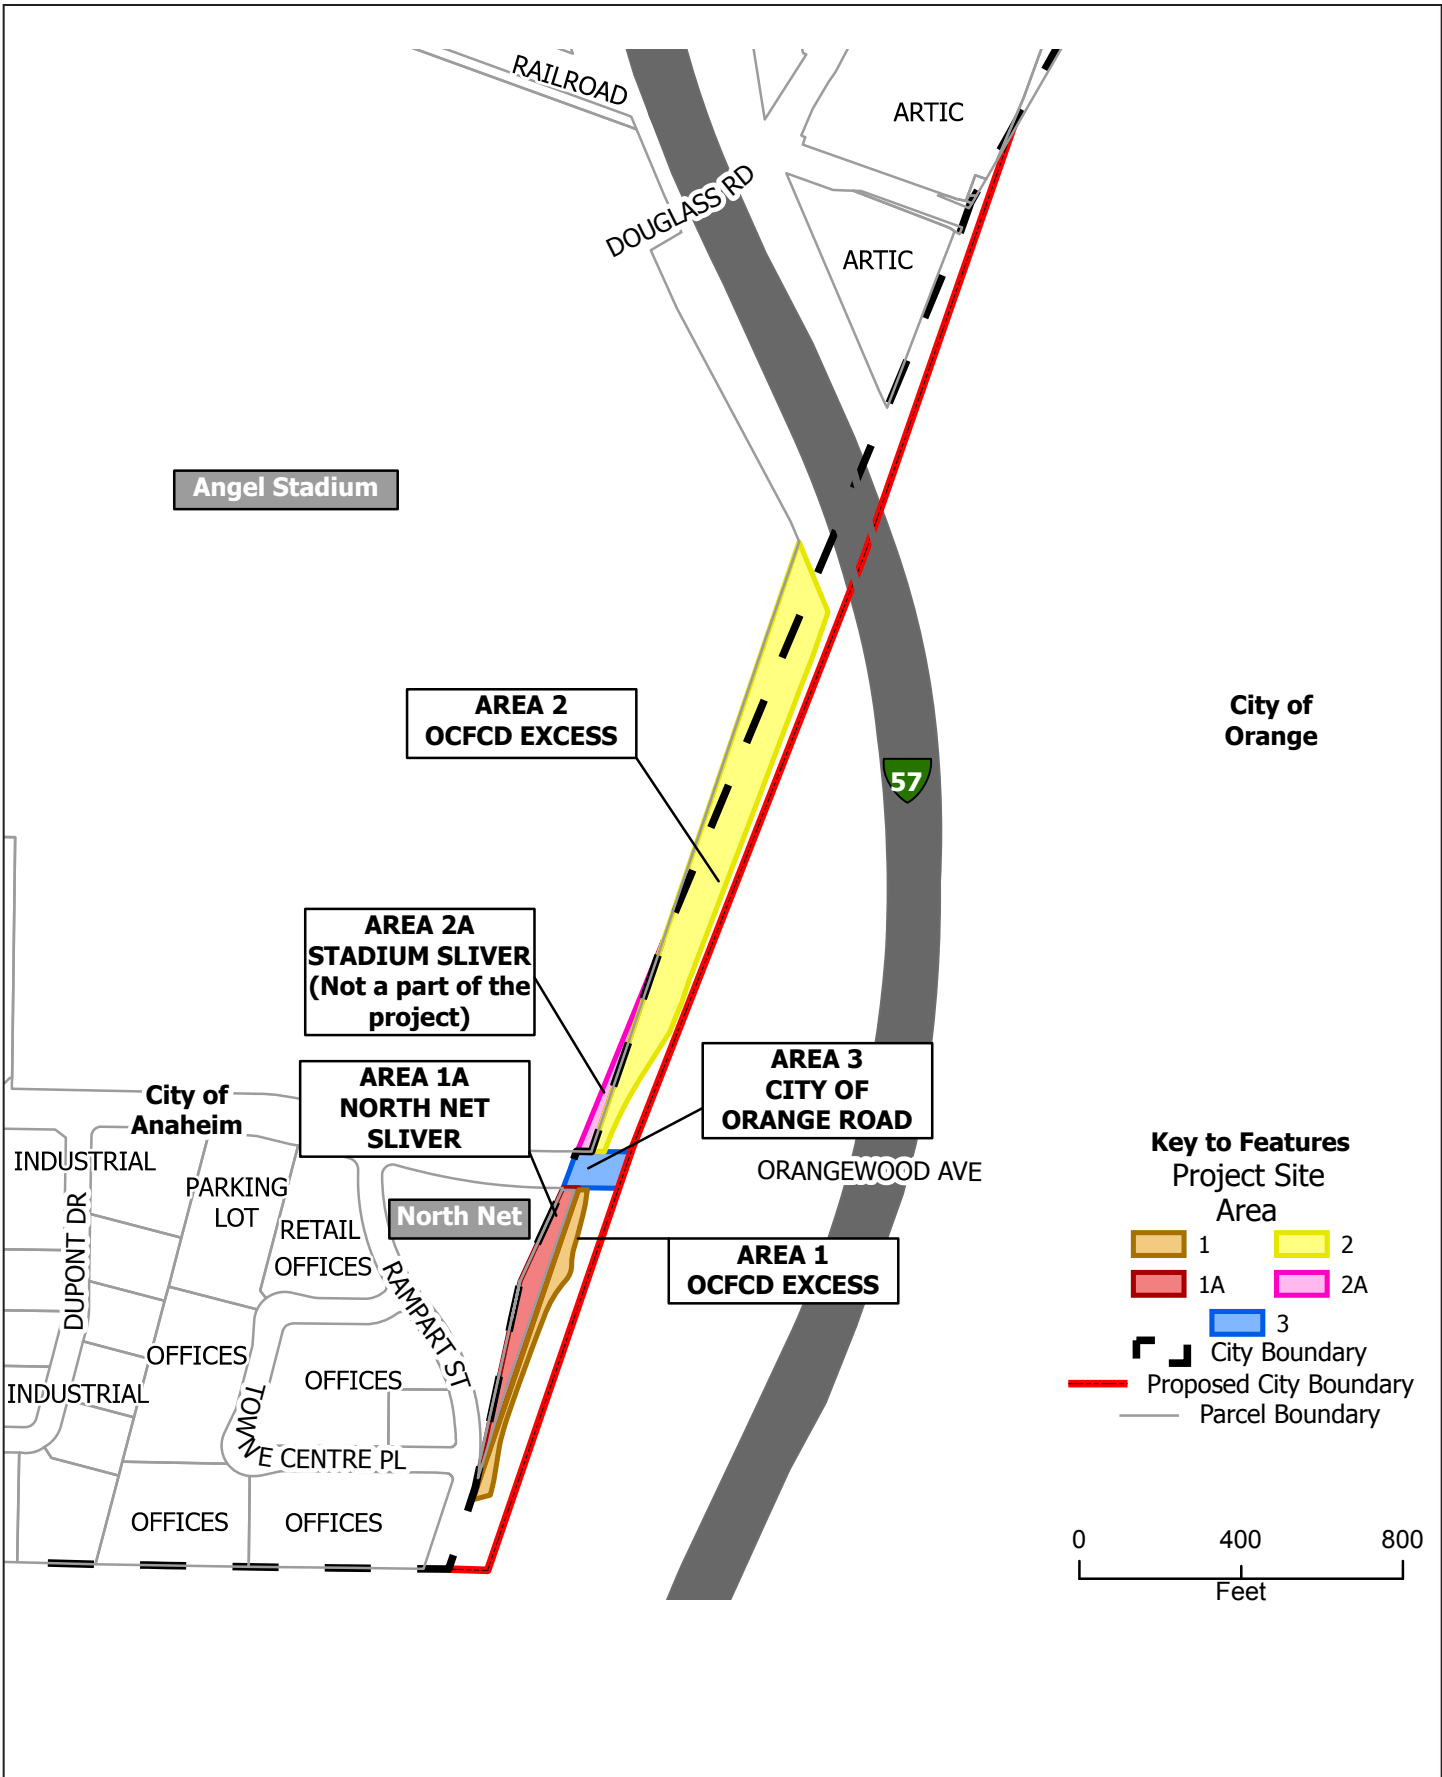 RAILROAD
ARTIC
DOUGLASS RD
ARTIC
Angel Stadium
AREA 2
OCFCD EXCESS
City of
Orange
57
AREA 2A
STADIUM SLIVER
(Not a part of the
project)
AREA 3
CITY OF
ORANGE ROAD
AREA 1A
NORTH NET
SLIVER
City of
Anaheim
INDUSTRIAL
PARKING
LOT
ORANGEWOOD AVE
North Net
RETAIL
OFFICES
DUPONT DR
RAMPART ST
AREA 1
OCFCD EXCESS
OFFICES
OFFICES
INDUSTRIAL
TOWNE CENTRE PL
OFFICES
OFFICES
Key to Features
Project Site
Area
1
2
1A
2A
3
City Boundary
Proposed City Boundary
Parcel Boundary
0 400 800
Feet